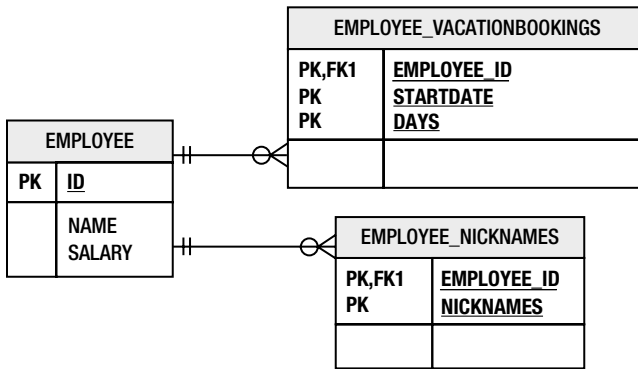 EMPLOYEE_VACATIONBOOKINGS
PK,FK1 EMPLOYEE_ID
PK STARTDATE
PK DAYS
EMPLOYEE
PK ID
NAME
SALARY
EMPLOYEE_NICKNAMES
PK,FK1 EMPLOYEE_ID
PK NICKNAMES